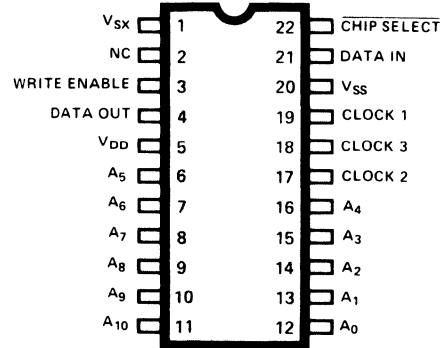 VSX 1 22 CHIP SELECT
NC 2 21 DATA IN
WRITE ENABLE 3 20 VSS
DATA OUT 4 19 CLOCK 1
VDD 5 18 CLOCK 3
A5 6 17 CLOCK 2
A6 7 16 A4
A7 8 15 A3
A8 9 14 A2
A9 10 13 A1
A10 11 12 A0